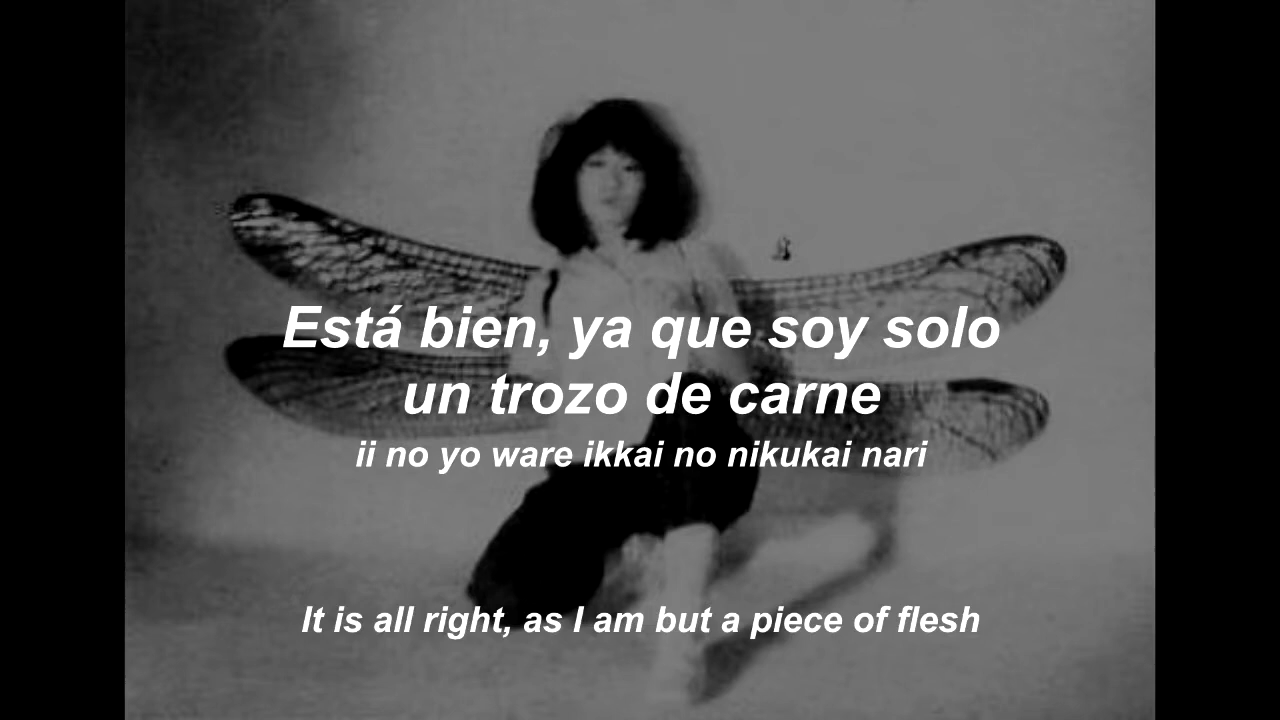 Está bien, ya que soy solo
un trozo de carne
ii no yo ware ikkai no nikukai nari
It is all right, as I am but a piece of flesh